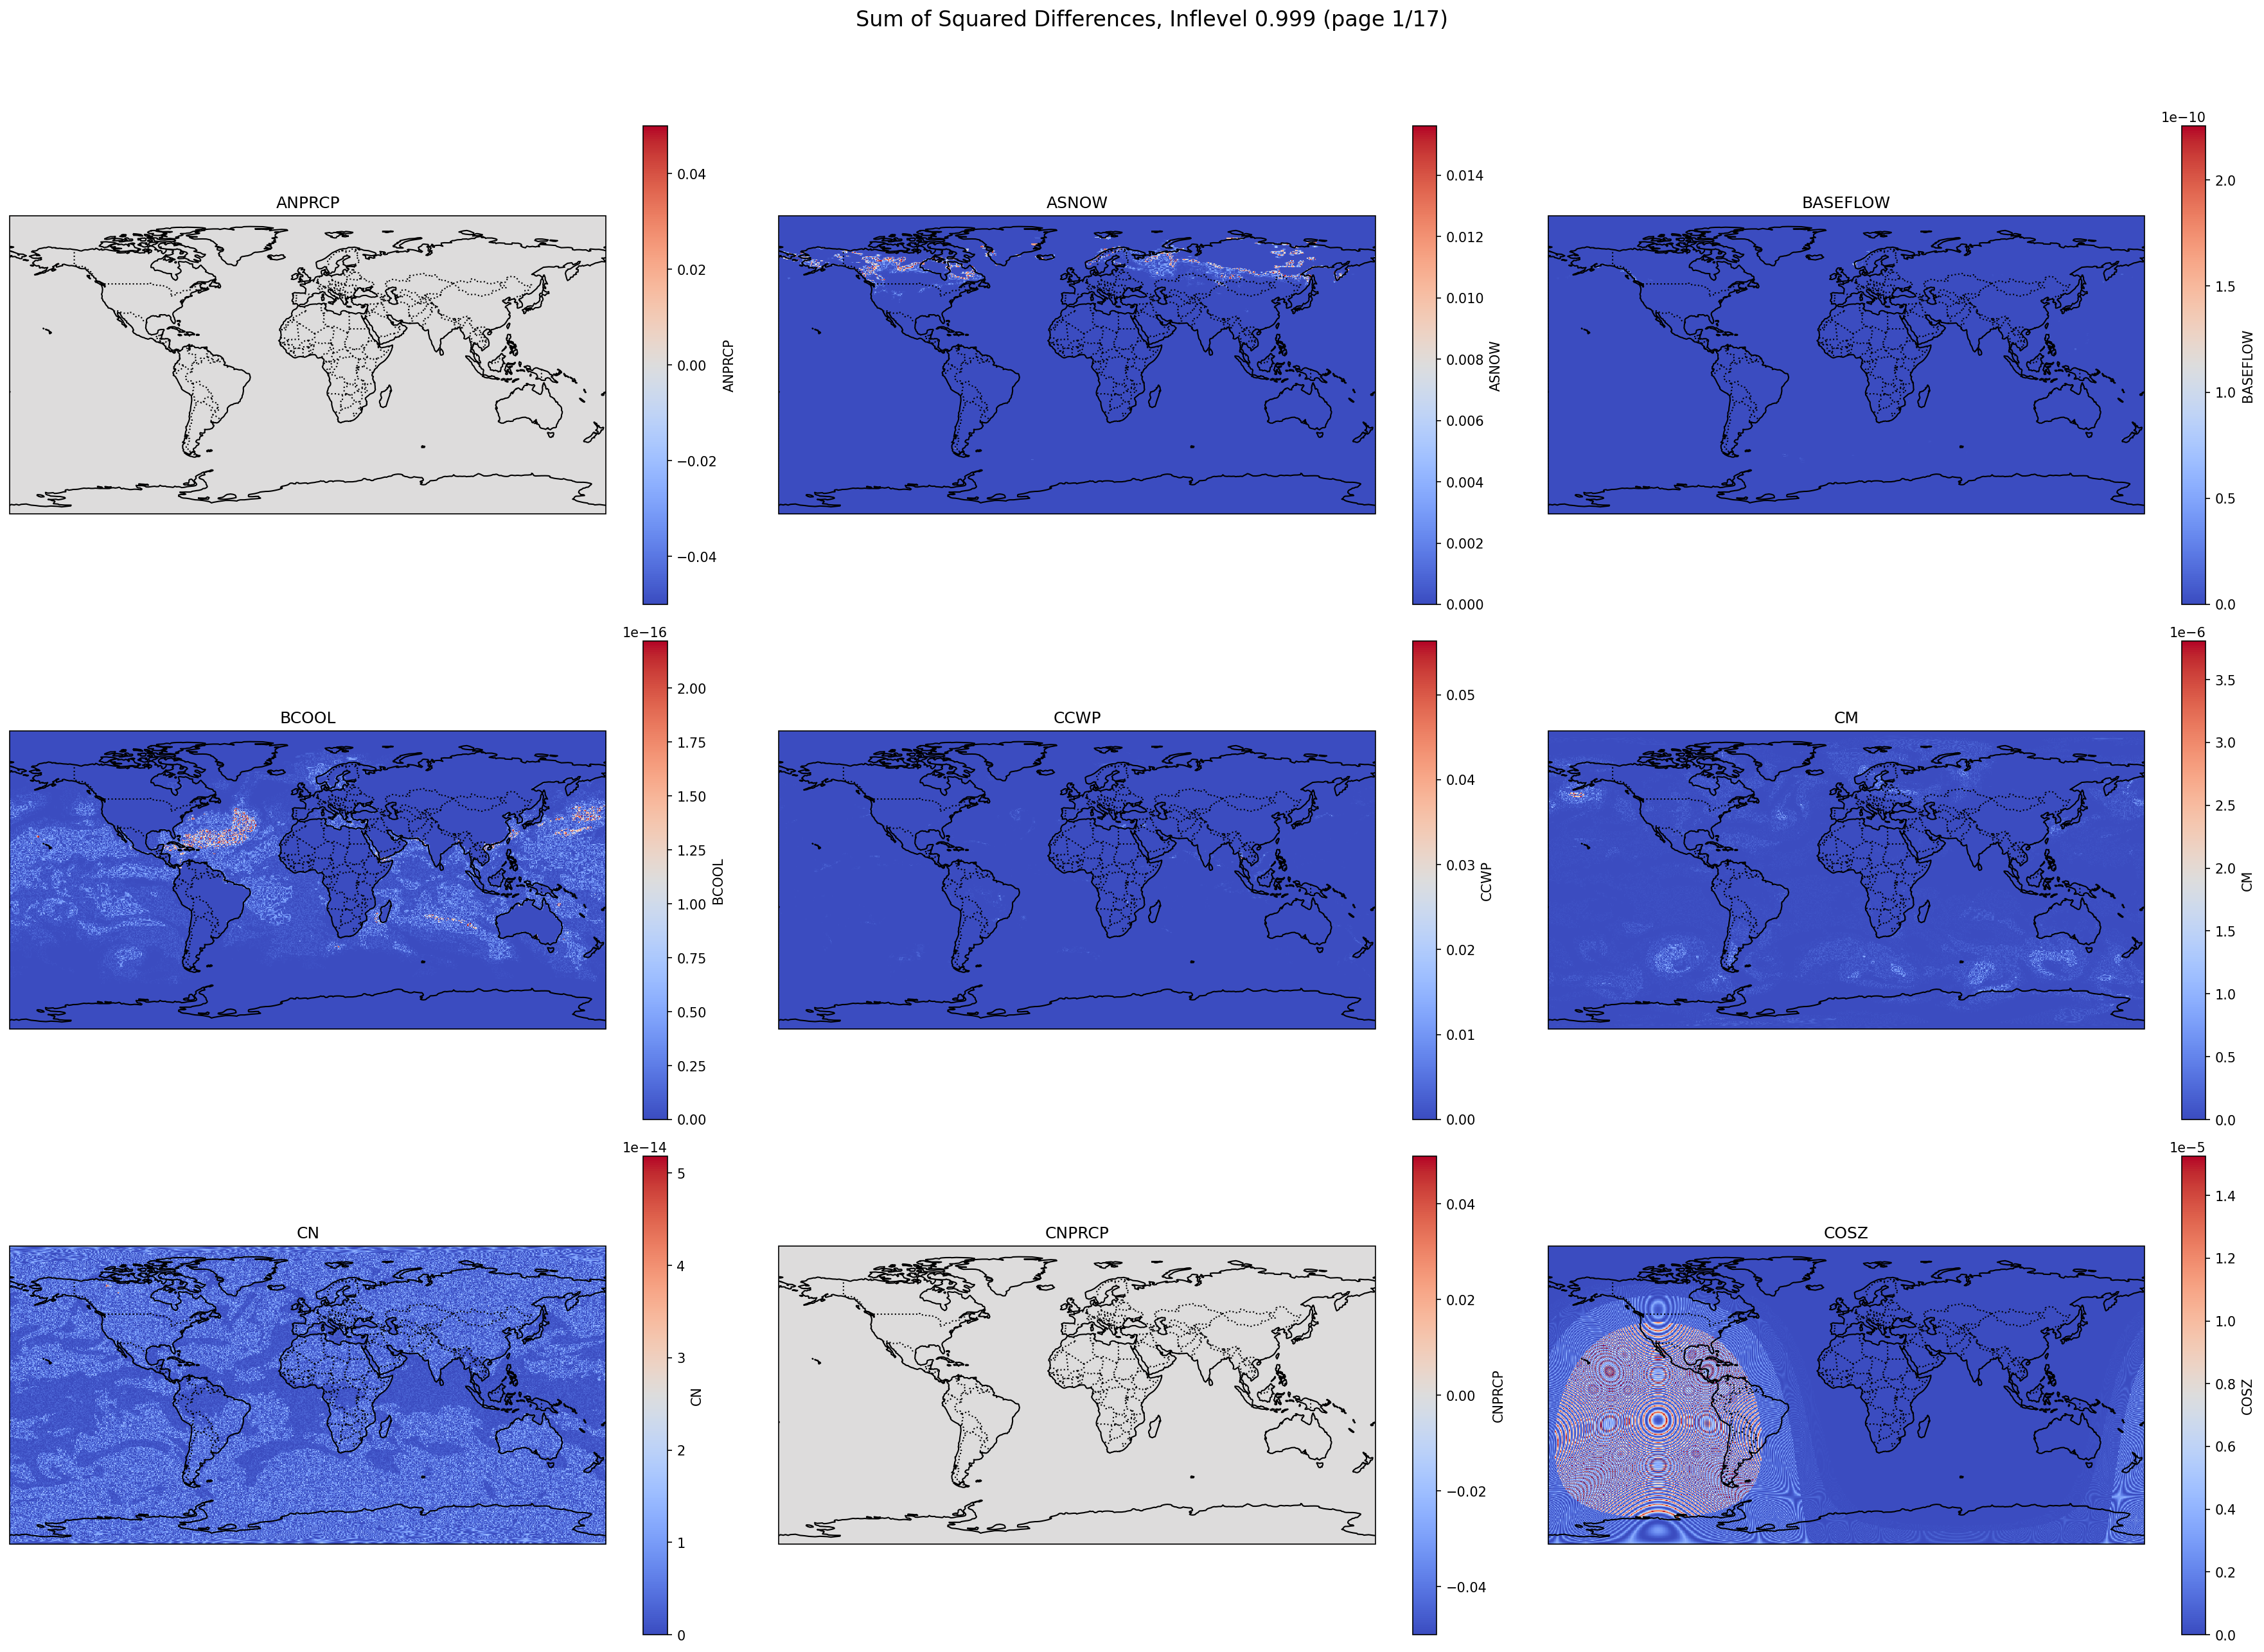 Sum of Squared Differences, Inflevel 0.999 (page 1/17)
ANPRCP
0.04
0.02
0.00
−0.02
−0.04
ANPRCP
ASNOW
0.014
0.012
0.010
0.008
0.006
0.004
0.002
0.000
ASNOW
BASEFLOW
1e−10
2.0
1.5
1.0
0.5
0.0
BASEFLOW
BCOOL
1e−16
2.00
1.75
1.50
1.25
1.00
0.75
0.50
0.25
0.00
BCOOL
CCWP
0.05
0.04
0.03
0.02
0.01
0.00
CCWP
CM
1e−6
3.5
3.0
2.5
2.0
1.5
1.0
0.5
0.0
CM
CN
1e−14
5
4
3
2
1
0
CN
CNPRCP
0.04
0.02
0.00
−0.02
−0.04
CNPRCP
COSZ
1e−5
1.4
1.2
1.0
0.8
0.6
0.4
0.2
0.0
COSZ